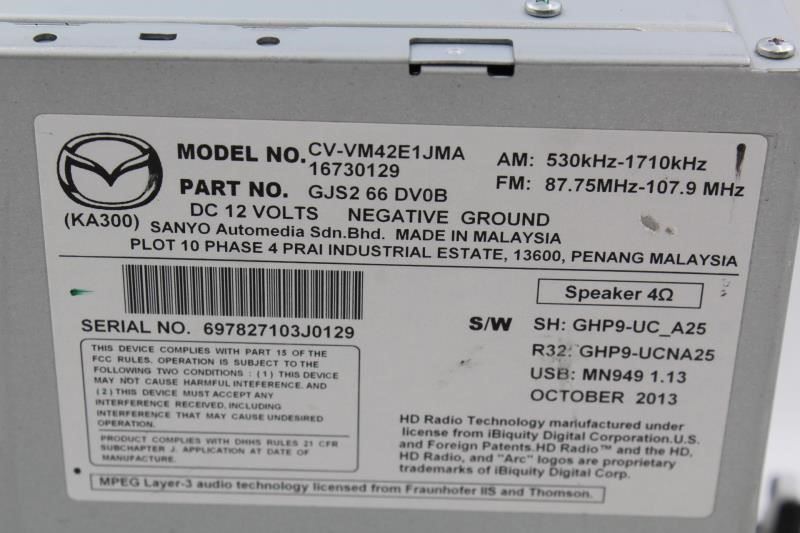 MODEL NO. CV-VM42E1JMA
16730129
PART NO. GJS2 66 DV0B
AM: 530kHz-1710kHz
FM: 87.75MHz-107.9 MHz
(KA300)
DC 12 VOLTS NEGATIVE GROUND
SANYO Automedia Sdn.Bhd. MADE IN MALAYSIA
PLOT 10 PHASE 4 PRAI INDUSTRIAL ESTATE, 13600, PENANG MALAYSIA
SERIAL NO. 697827103J0129
Speaker 4Ω
S/W SH: GHP9-UC_A25
R32: GHP9-UCNA25
USB: MN949 1.13
OCTOBER 2013
THIS DEVICE COMPLIES WITH PART 15 OF THE
FCC RULES. OPERATION IS SUBJECT TO THE
FOLLOWING TWO CONDITIONS : (1) THIS DEVICE
MAY NOT CAUSE HARMFUL INTERFERENCE, AND
(2) THIS DEVICE MUST ACCEPT ANY
INTERFERENCE RECEIVED, INCLUDING
INTERFERENCE THAT MAY CAUSE UNDESIRED
OPERATION.
PRODUCT COMPLIES WITH DHHS RULES 21 CFR
SUBCHAPTER J. APPLICATION AT DATE OF
MANUFACTURE.
HD Radio Technology manufactured under
license from iBiquity Digital Corporation.U.S.
and Foreign Patents.HD Radio™ and the HD,
HD Radio, and "Arc" logos are proprietary
trademarks of iBiquity Digital Corp.
MPEG Layer-3 audio technology licensed from Fraunhofer IIS and Thomson.